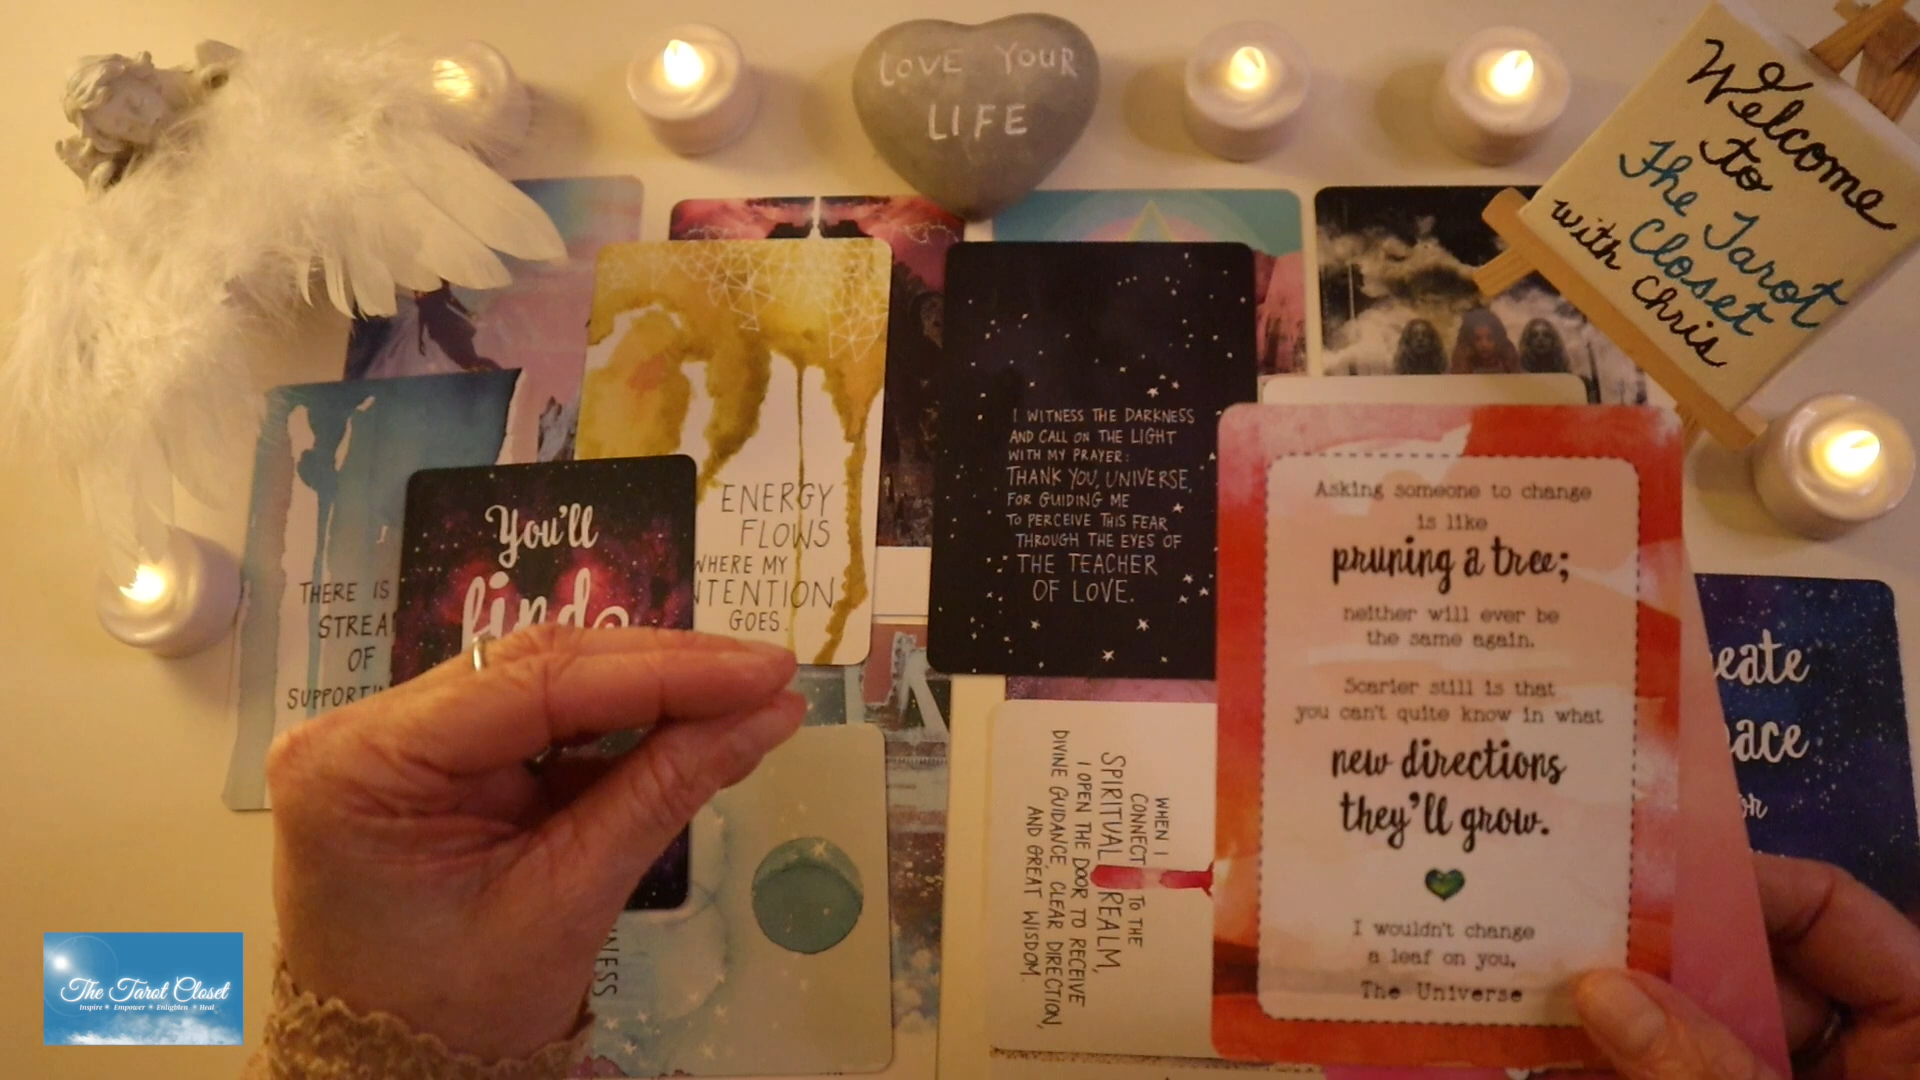 LOVE YOUR
LIFE
Welcome
to
The Tarot
Closet
with Chris
THERE IS
OF
You'll
find
ENERGY
FLOWS
WHERE MY
INTENTION
GOES.
I WITNESS THE DARKNESS
AND CALL ON THE LIGHT
WITH MY PRAYER:
THANK YOU, UNIVERSE,
FOR GUIDING ME
TO PERCEIVE THIS FEAR
THROUGH THE EYES OF
THE TEACHER
OF LOVE.
Asking someone to change
is like
pruning a tree;
neither will ever be
the same again.
Scarier still is that
you can't quite know in what
new directions
they'll grow.
I wouldn't change
a leaf on you,
The Universe
WHEN I
CONNECT TO THE
SPIRITUAL REALM,
I OPEN THE DOOR TO RECEIVE
DIVINE GUIDANCE, CLEAR DIRECTION,
AND GREAT WISDOM.
The Tarot Closet
Inspire * Empower * Enlighten * Heal